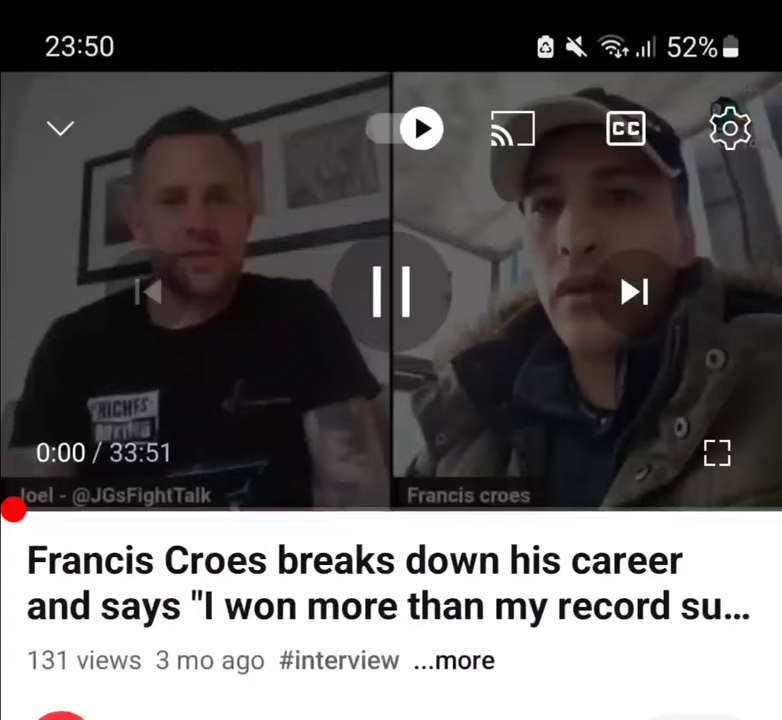 23:50
52%
CC
RICHES
BOXING
0:00 / 33:51
Joel - @JGsFightTalk
Francis croes
Francis Croes breaks down his career
and says "I won more than my record su...
131 views 3 mo ago #interview ...more